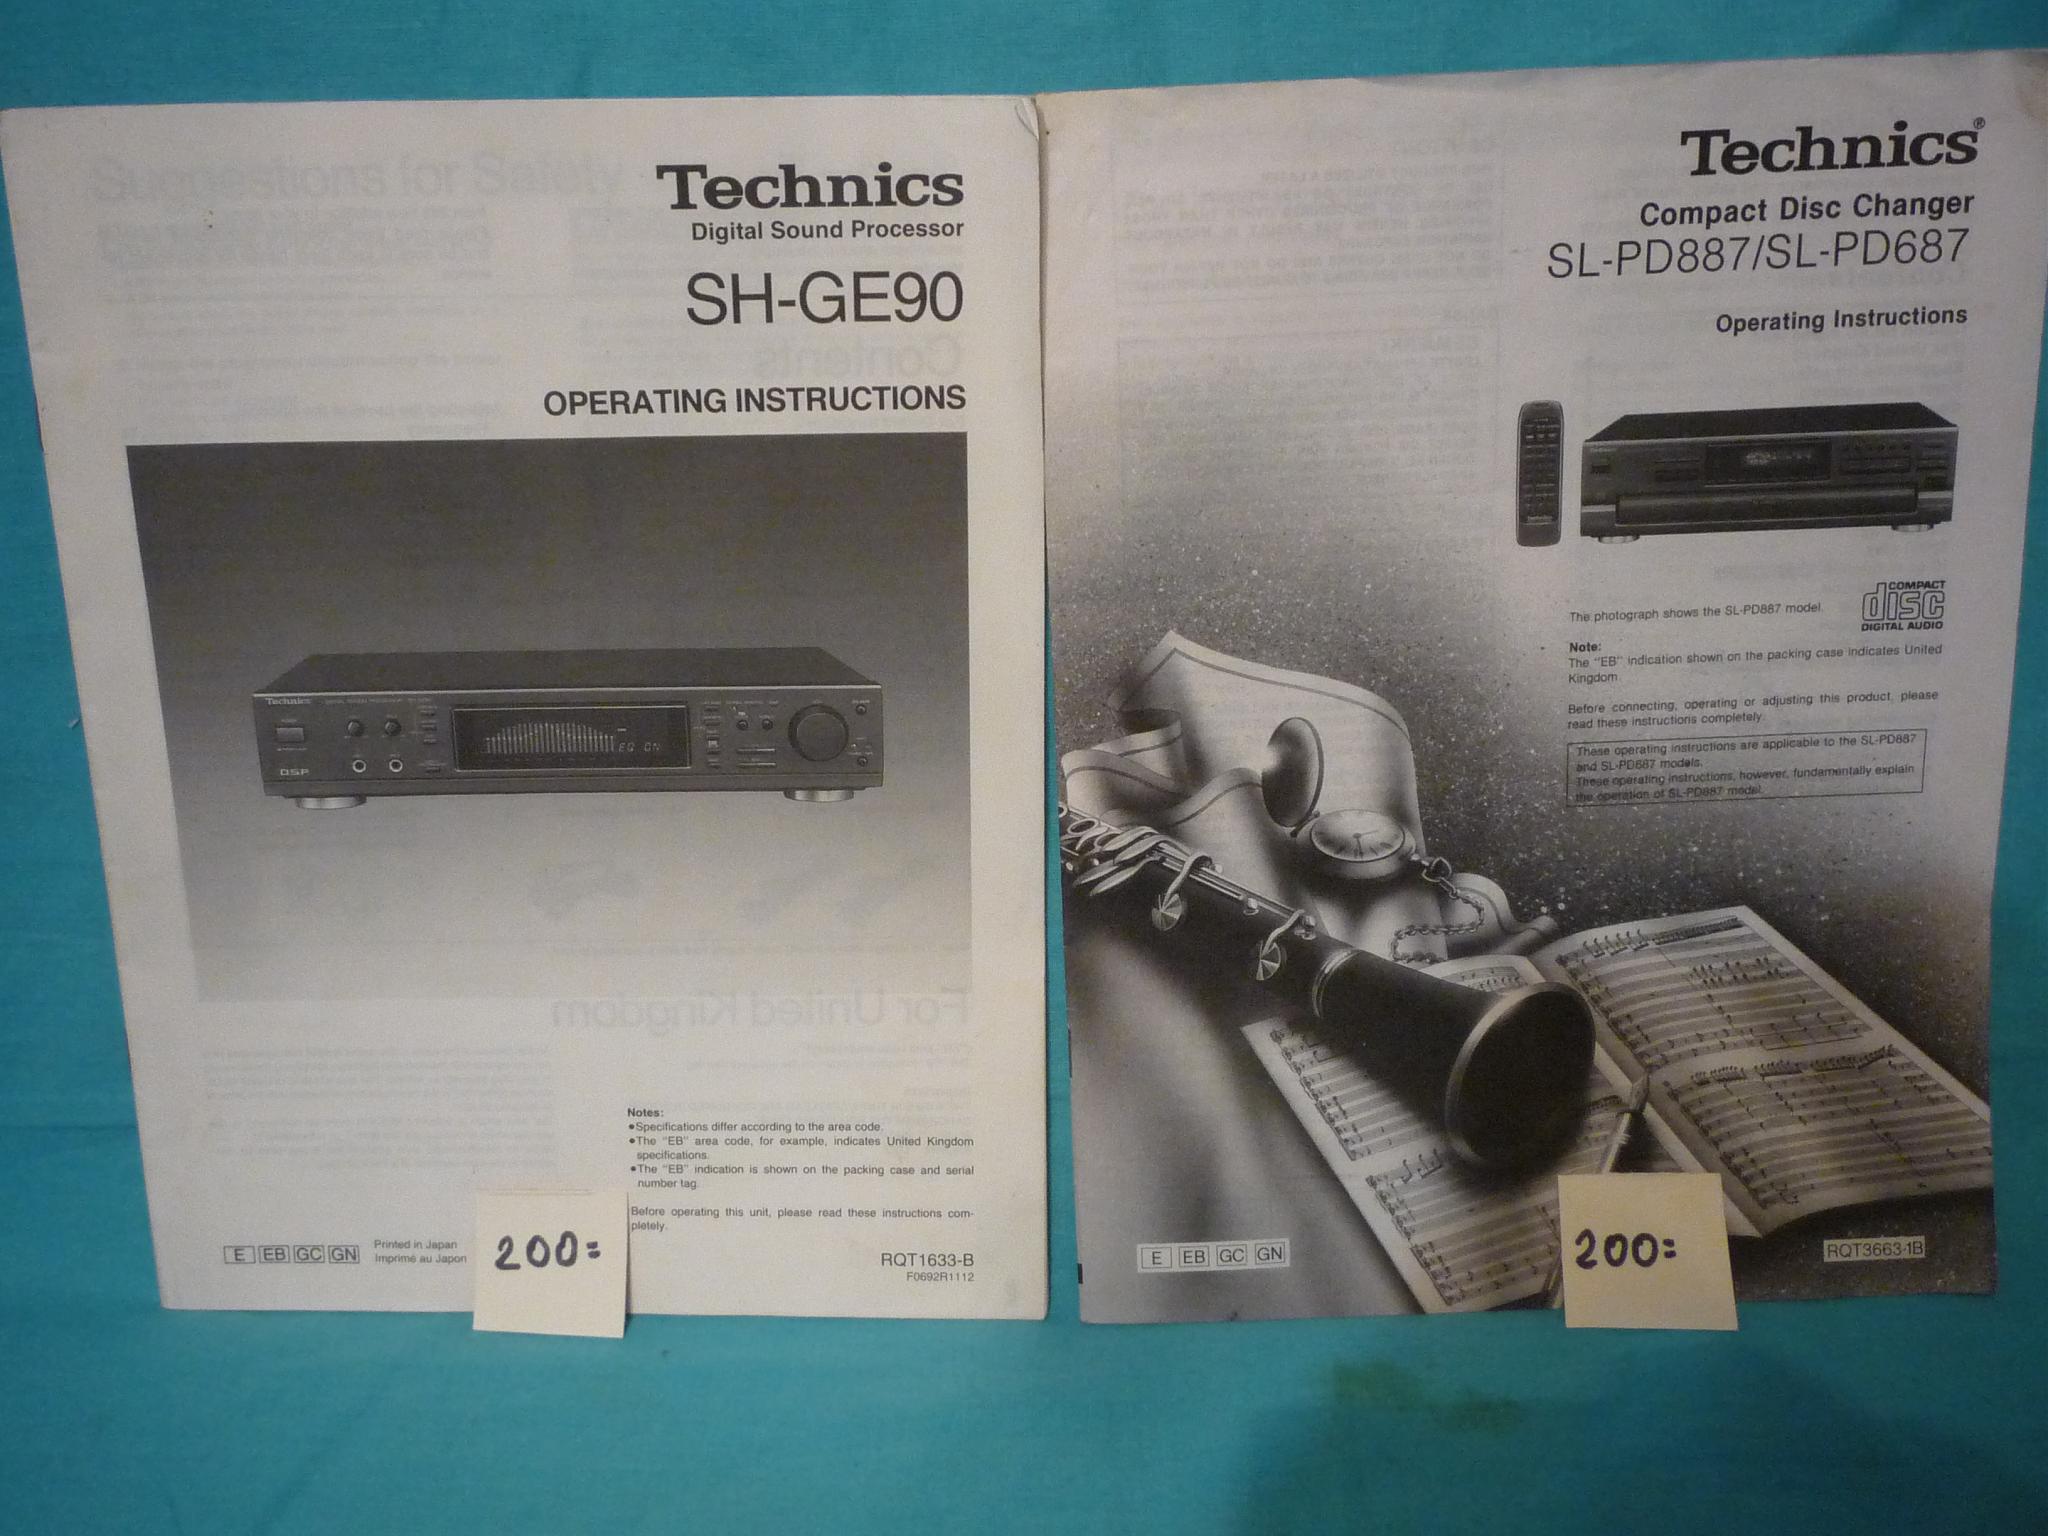 Technics
Digital Sound Processor
SH-GE90
OPERATING INSTRUCTIONS
Technics
DSP
EQ ON
Notes:
●Specifications differ according to the area code.
●The "EB" area code, for example, indicates United Kingdom
specifications.
●The "EB" indication is shown on the packing case and serial
number tag.
Before operating this unit, please read these instructions com-
pletely.
E EB GC GN
Printed in Japan
Imprimé au Japon
200=
RQT1633-B
F0692R1112
Technics®
Compact Disc Changer
SL-PD887/SL-PD687
Operating Instructions
Technics
The photograph shows the SL-PD887 model.
COMPACT
disc
DIGITAL AUDIO
Note:
The "EB" indication shown on the packing case indicates United
Kingdom.
Before connecting, operating or adjusting this product, please
read these instructions completely.
These operating instructions are applicable to the SL-PD887
and SL-PD687 models.
These operating instructions, however, fundamentally explain
the operation of SL-PD887 model.
E EB GC GN
200=
RQT3663-1B